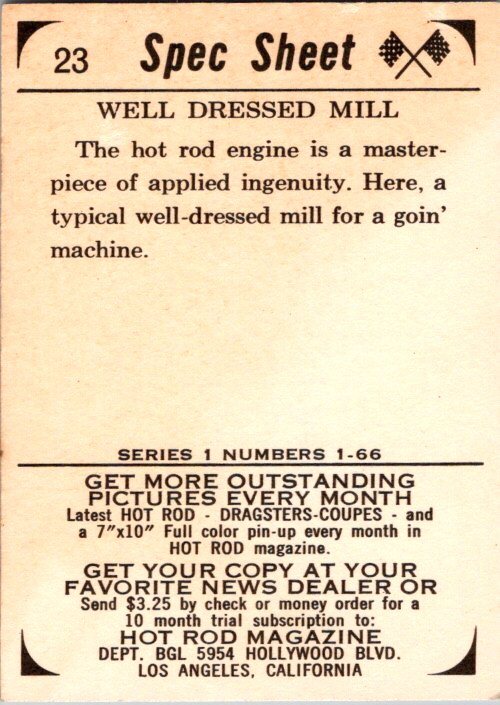 23 Spec Sheet
WELL DRESSED MILL
The hot rod engine is a master-
piece of applied ingenuity. Here, a
typical well-dressed mill for a goin'
machine.
SERIES 1 NUMBERS 1-66
GET MORE OUTSTANDING
PICTURES EVERY MONTH
Latest HOT ROD - DRAGSTERS-COUPES - and
a 7"x10" Full color pin-up every month in
HOT ROD magazine.
GET YOUR COPY AT YOUR
FAVORITE NEWS DEALER OR
Send $3.25 by check or money order for a
10 month trial subscription to:
HOT ROD MAGAZINE
DEPT. BGL 5954 HOLLYWOOD BLVD.
LOS ANGELES, CALIFORNIA